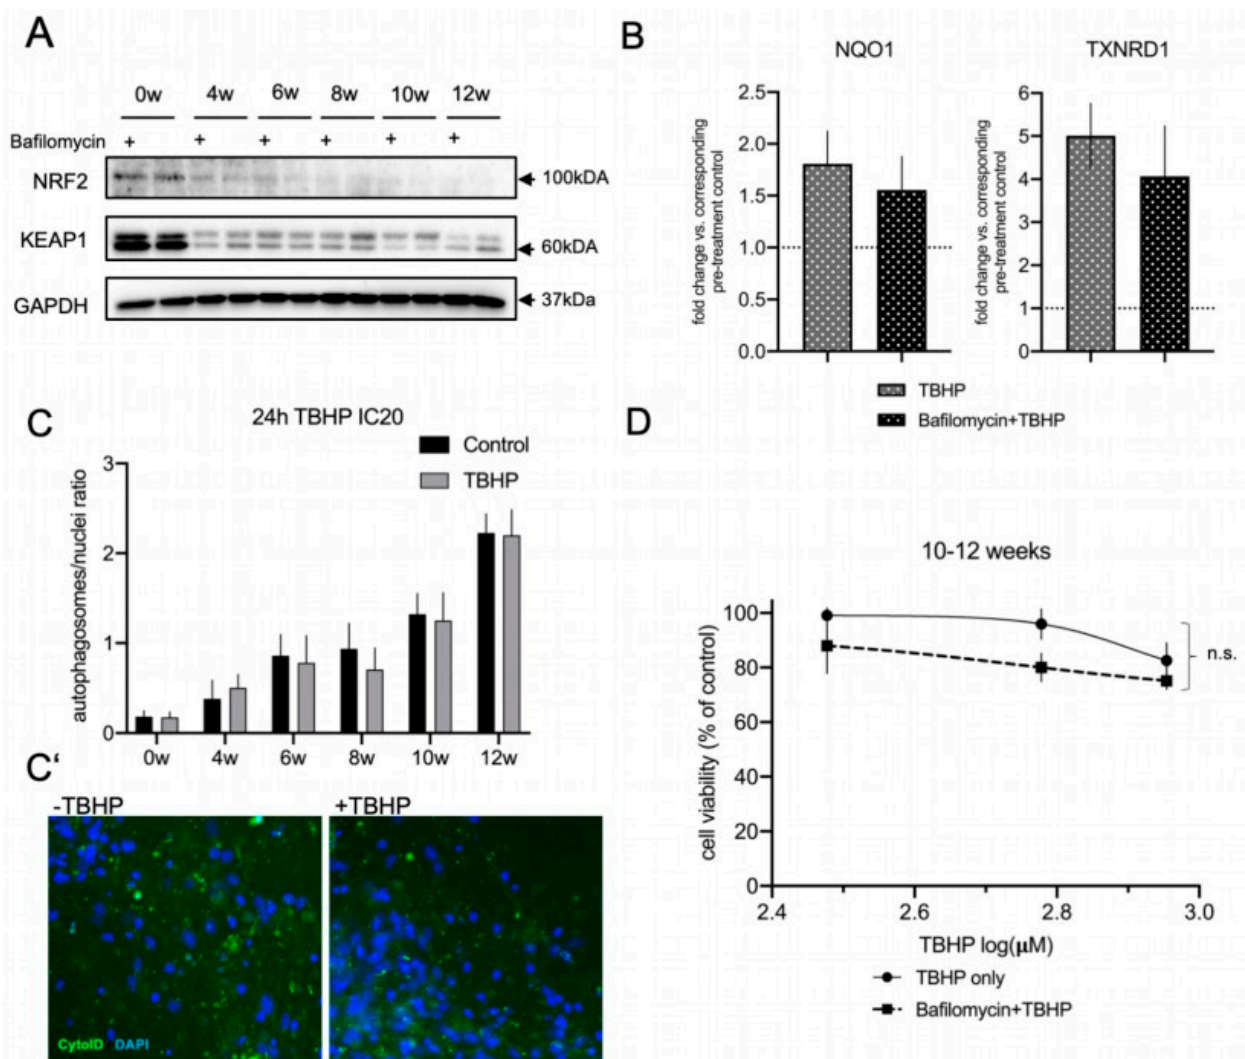 A
0w 4w 6w 8w 10w 12w
Bafilomycin + + + + + +
NRF2 100kDA
KEAP1 60kDA
GAPDH 37kDa
B
NQO1
fold change vs. corresponding
pre-treatment control
2.5
2.0
1.5
1.0
0.5
0.0
TXNRD1
fold change vs. corresponding
pre-treatment control
6
5
4
3
2
1
0
TBHP
Bafilomycin+TBHP
C
24h TBHP IC20
Control
TBHP
autophagosomes/nuclei ratio
3
2
1
0
0w 4w 6w 8w 10w 12w
C'
-TBHP +TBHP
CytoID DAPI
D
10-12 weeks
cell viability (% of control)
100
80
60
40
20
0
n.s.
2.4 2.6 2.8 3.0
TBHP log(μM)
TBHP only
Bafilomycin+TBHP